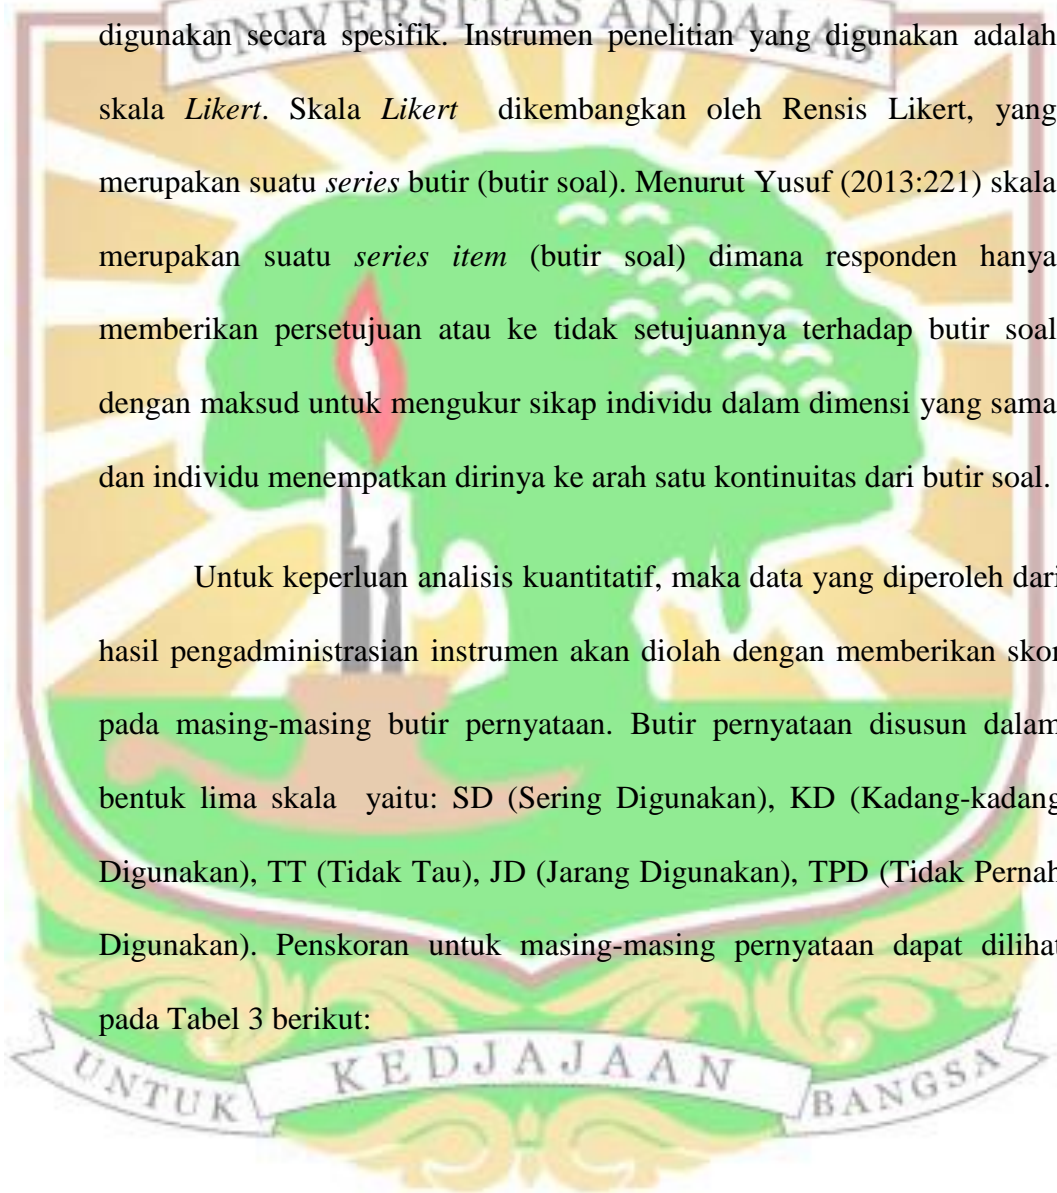 UNIVERSITAS ANDALAS
digunakan secara spesifik. Instrumen penelitian yang digunakan adalah
skala Likert. Skala Likert dikembangkan oleh Rensis Likert, yang
merupakan suatu series butir (butir soal). Menurut Yusuf (2013:221) skala
merupakan suatu series item (butir soal) dimana responden hanya
memberikan persetujuan atau ke tidak setujuannya terhadap butir soal
dengan maksud untuk mengukur sikap individu dalam dimensi yang sama
dan individu menempatkan dirinya ke arah satu kontinuitas dari butir soal.
Untuk keperluan analisis kuantitatif, maka data yang diperoleh dari
hasil pengadministrasian instrumen akan diolah dengan memberikan skor
pada masing-masing butir pernyataan. Butir pernyataan disusun dalam
bentuk lima skala yaitu: SD (Sering Digunakan), KD (Kadang-kadang
Digunakan), TT (Tidak Tau), JD (Jarang Digunakan), TPD (Tidak Pernah
Digunakan). Penskoran untuk masing-masing pernyataan dapat dilihat
pada Tabel 3 berikut:
UNTUK KEDJAJAAN BANGSA